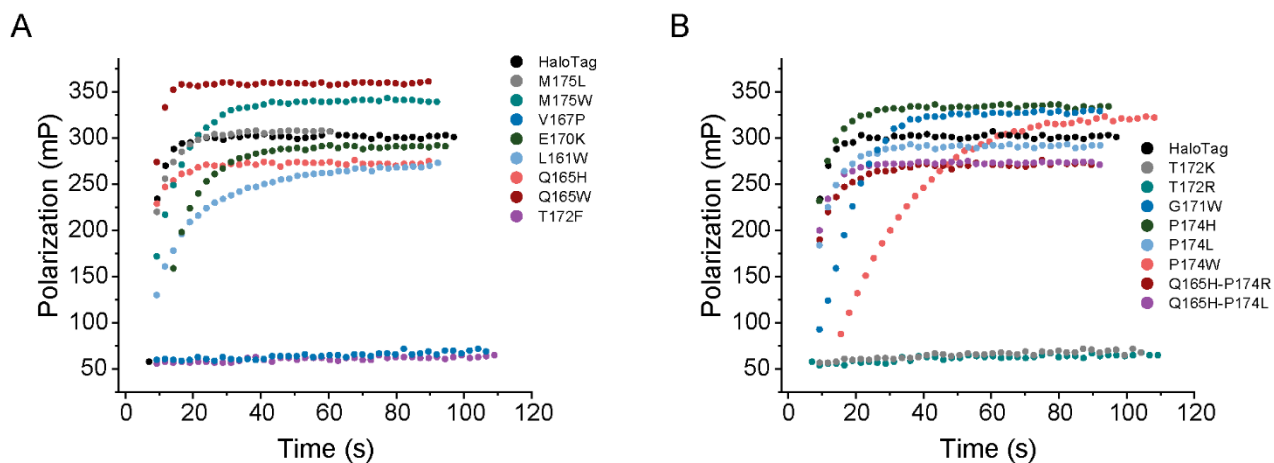 A
Polarization (mP)
350
300
250
200
150
100
50
0
20
40
60
80
100
120
Time (s)
HaloTag
M175L
M175W
V167P
E170K
L161W
Q165H
Q165W
T172F
B
Polarization (mP)
350
300
250
200
150
100
50
0
20
40
60
80
100
120
Time (s)
HaloTag
T172K
T172R
G171W
P174H
P174L
P174W
Q165H-P174R
Q165H-P174L